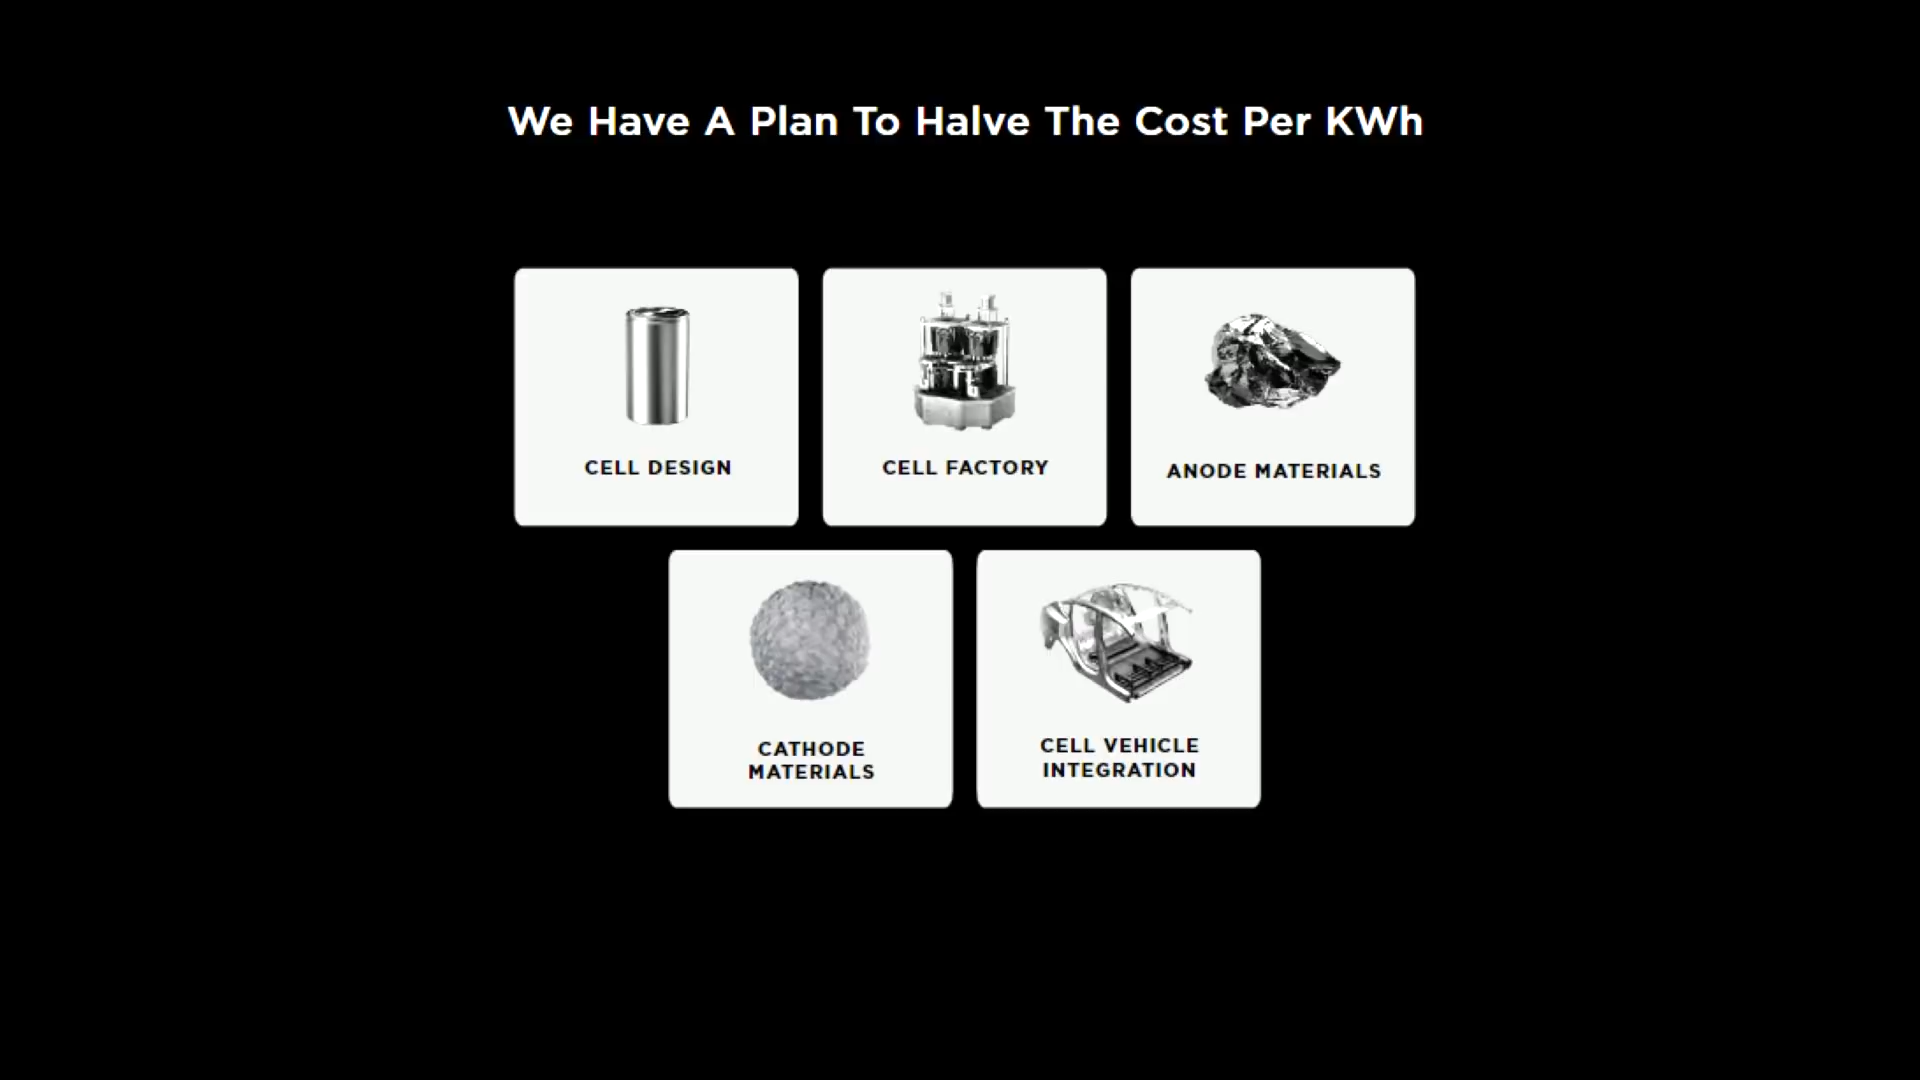 We Have A Plan To Halve The Cost Per KWh
CELL DESIGN
CELL FACTORY
ANODE MATERIALS
CATHODE
MATERIALS
CELL VEHICLE
INTEGRATION